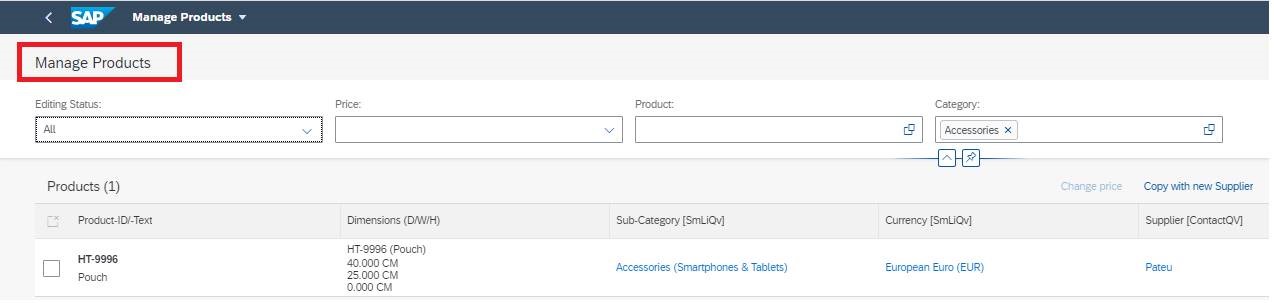 SAP Manage Products
Manage Products
Editing Status: Price: Product: Category:
All Accessories
Products (1) Change price Copy with new Supplier
Product-ID/-Text Dimensions (D/W/H) Sub-Category [SmLiQv] Currency [SmLiQv] Supplier [ContactQV]
HT-9996
Pouch
HT-9996 (Pouch)
40.000 CM
25.000 CM
0.000 CM
Accessories (Smartphones & Tablets)
European Euro (EUR)
Pateu